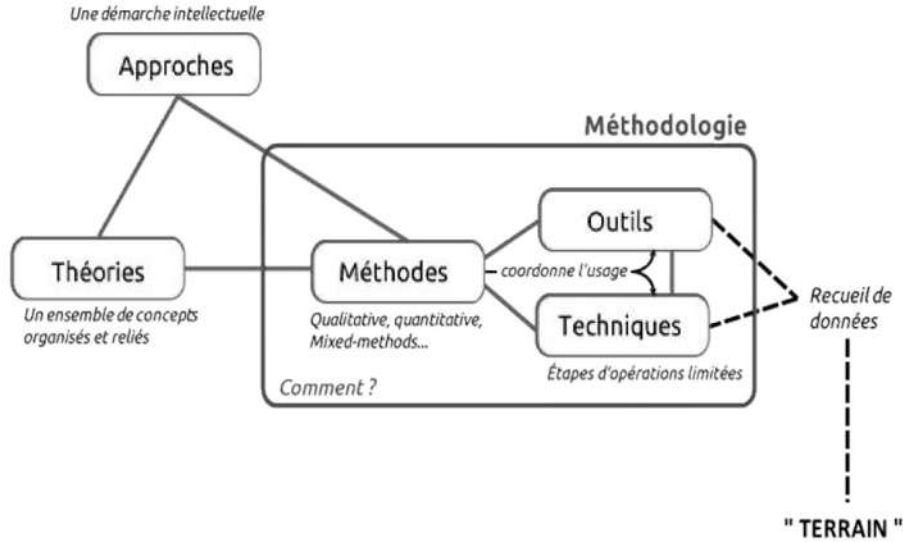 Une démarche intellectuelle
Approches
Méthodologie
Outils
Théories
Méthodes
coordonne l'usage
Un ensemble de concepts
organisés et reliés
Qualitative, quantitative,
Mixed-methods...
Techniques
Étapes d'opérations limitées
Comment ?
Recueil de
données
" TERRAIN "